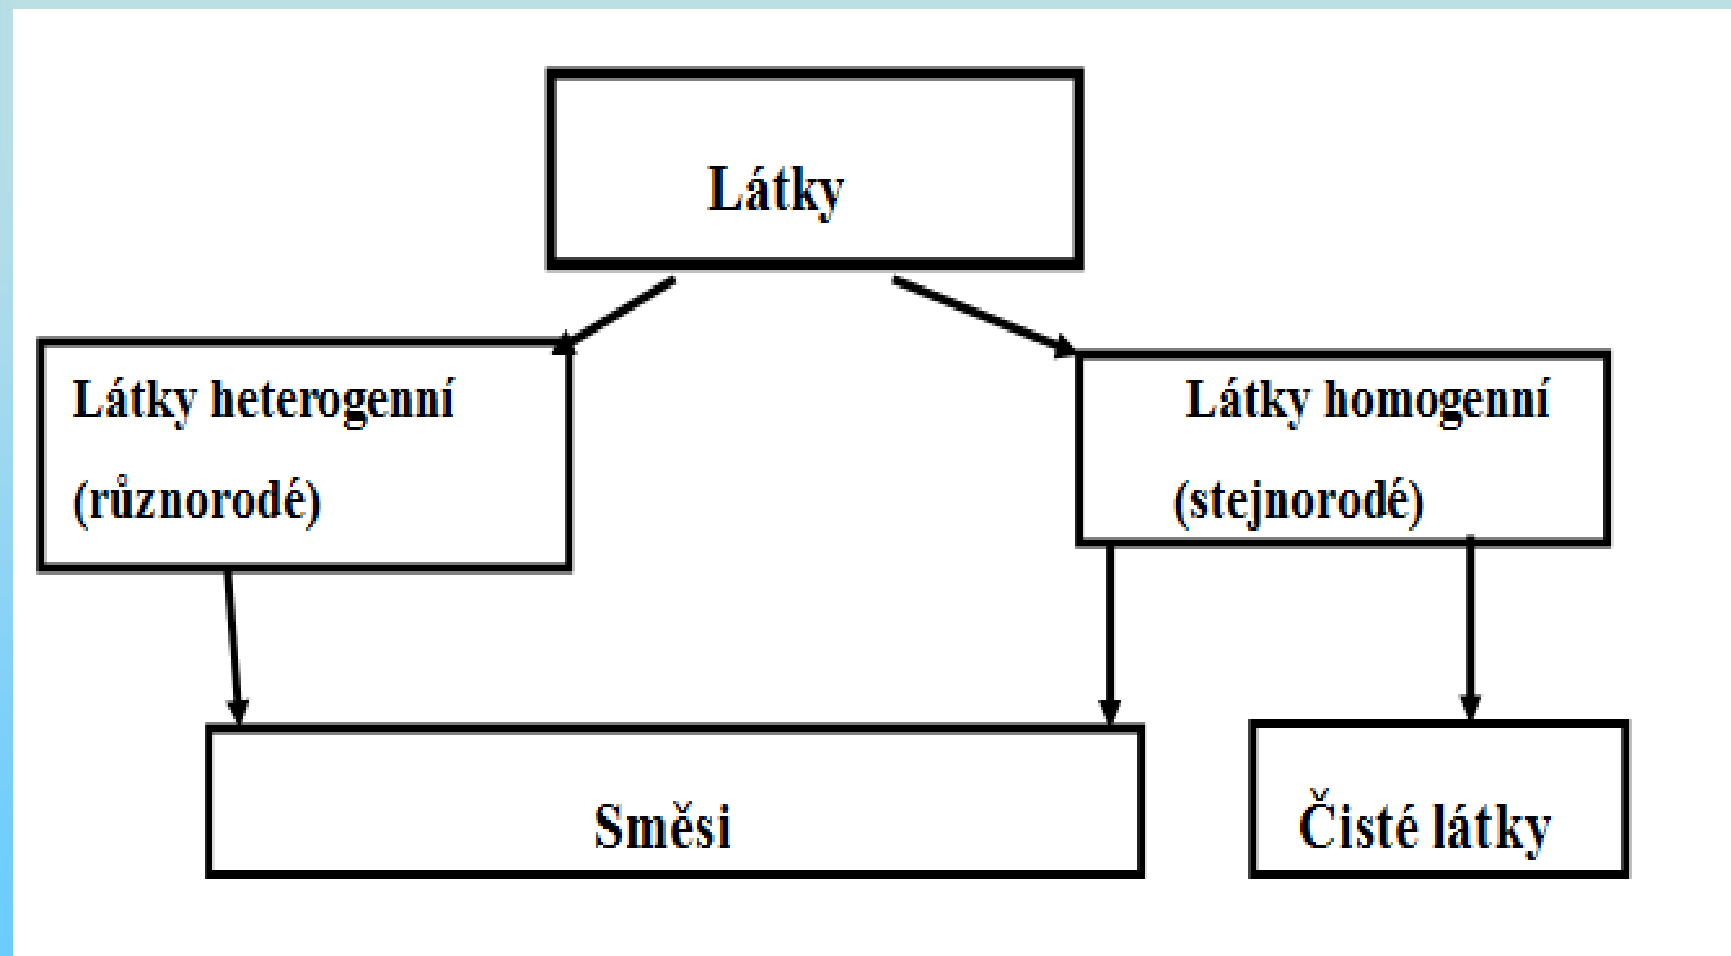 Látky
Látky heterogenní
(různorodé)
Látky homogenní
(stejnorodé)
Směsi
Čisté látky